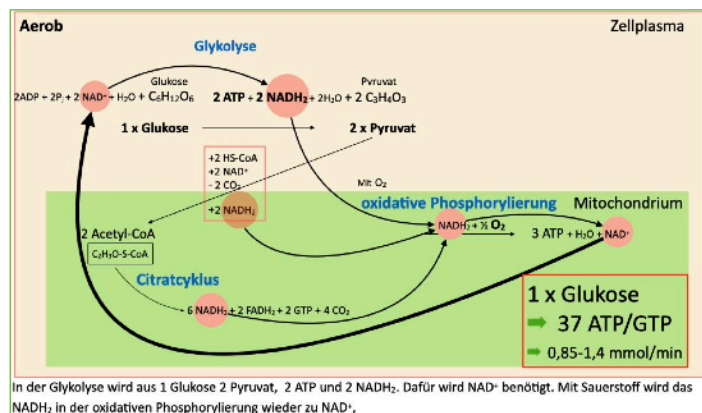 Aerob
Zellplasma
Glykolyse
Glukose
Pyruvat
2ADP + 2Pᵢ + 2 NAD⁺ + H₂O + C₆H₁₂O₆
2 ATP + 2 NADH₂ + 2H₂O + 2 C₃H₄O₃
1 x Glukose
2 x Pyruvat
+2 HS-CoA
+2 NAD⁺
- 2 CO₂
+2 NADH₂
Mit O₂
oxidative Phosphorylierung
Mitochondrium
NADH₂ + ½ O₂
3 ATP + H₂O + NAD⁺
2 Acetyl-CoA
C₂H₃O-S-CoA
Citratcyklus
6 NADH₂ + 2 FADH₂ + 2 GTP + 4 CO₂
1 x Glukose
37 ATP/GTP
0,85-1,4 mmol/min
In der Glykolyse wird aus 1 Glukose 2 Pyruvat, 2 ATP und 2 NADH₂. Dafür wird NAD⁺ benötigt. Mit Sauerstoff wird das
NADH₂ in der oxidativen Phosphorylierung wieder zu NAD⁺,